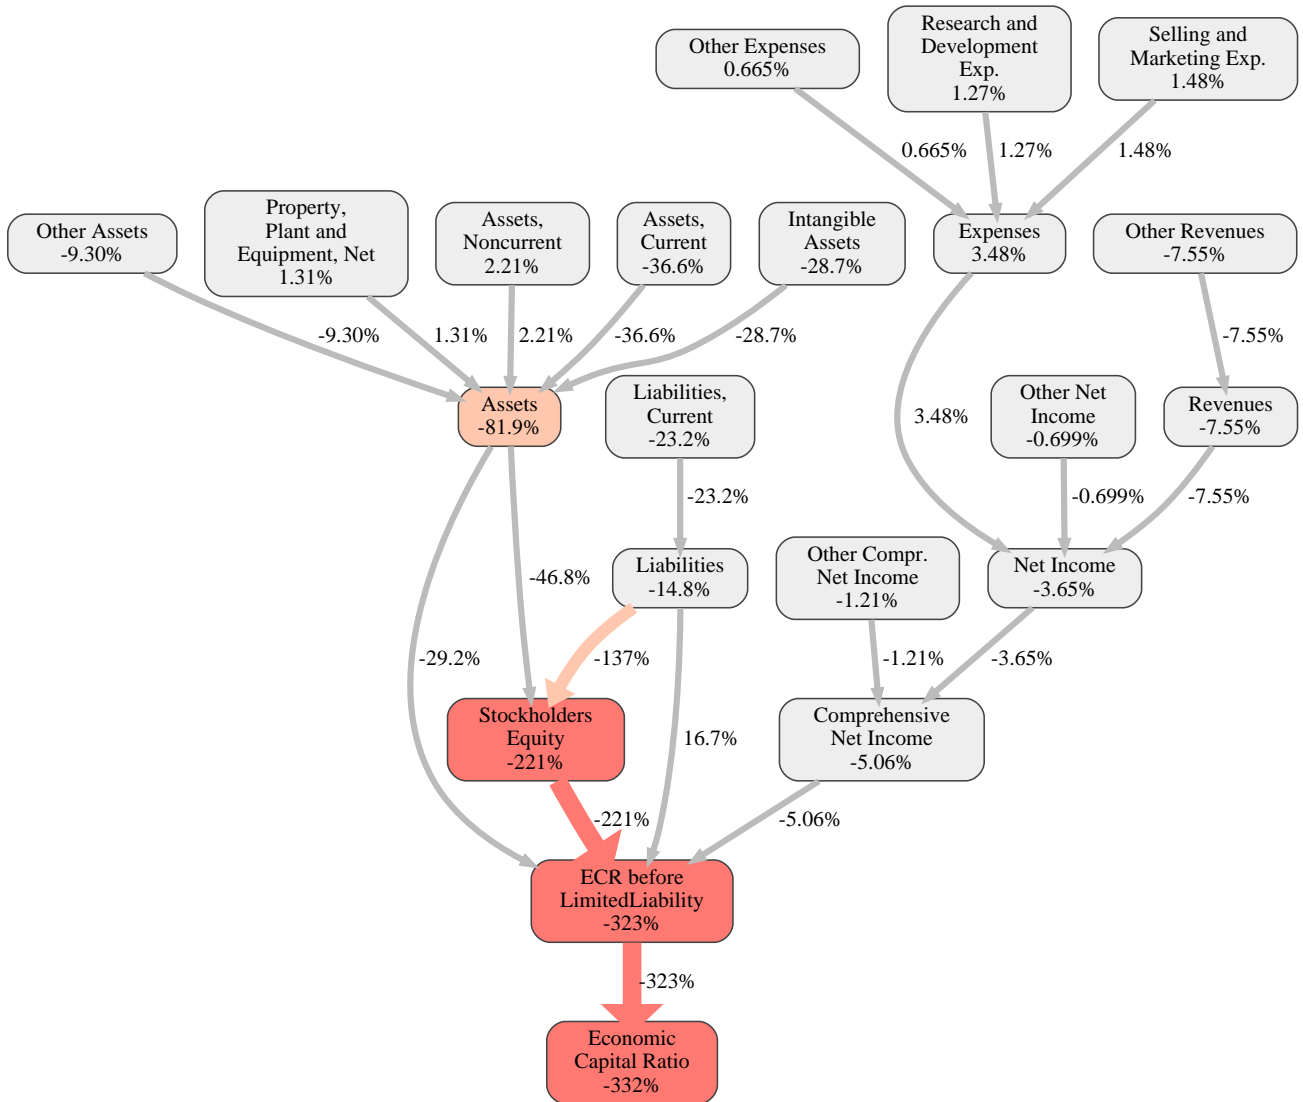 Other Expenses
0.665%
Research and
Development
Exp.
1.27%
Selling and
Marketing Exp.
1.48%
0.665%
1.27%
1.48%
Other Assets
-9.30%
Property,
Plant and
Equipment, Net
1.31%
Assets,
Noncurrent
2.21%
Assets,
Current
-36.6%
Intangible
Assets
-28.7%
Expenses
3.48%
Other Revenues
-7.55%
-9.30%
1.31%
2.21%
-36.6%
-28.7%
-7.55%
Assets
-81.9%
Liabilities,
Current
-23.2%
3.48%
Other Net
Income
-0.699%
Revenues
-7.55%
-23.2%
-0.699%
-7.55%
-46.8%
Liabilities
-14.8%
Other Compr.
Net Income
-1.21%
Net Income
-3.65%
-29.2%
-137%
-1.21%
-3.65%
Stockholders
Equity
-221%
16.7%
Comprehensive
Net Income
-5.06%
-221%
-5.06%
ECR before
LimitedLiability
-323%
-323%
Economic
Capital Ratio
-332%